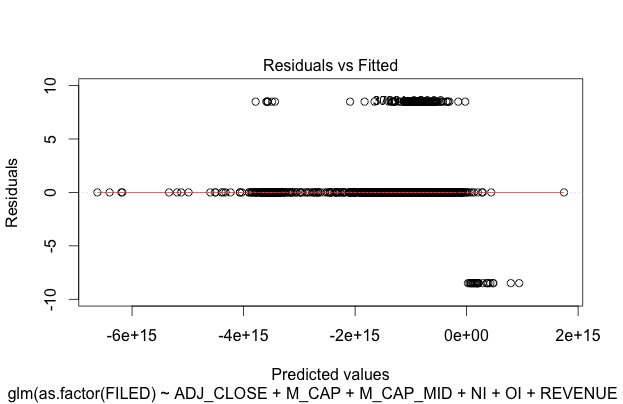 Residuals vs Fitted
Residuals
10
5
0
-5
-10
-6e+15 -4e+15 -2e+15 0e+00 2e+15
Predicted values
glm(as.factor(FILED) ~ ADJ_CLOSE + M_CAP + M_CAP_MID + NI + OI + REVENUE